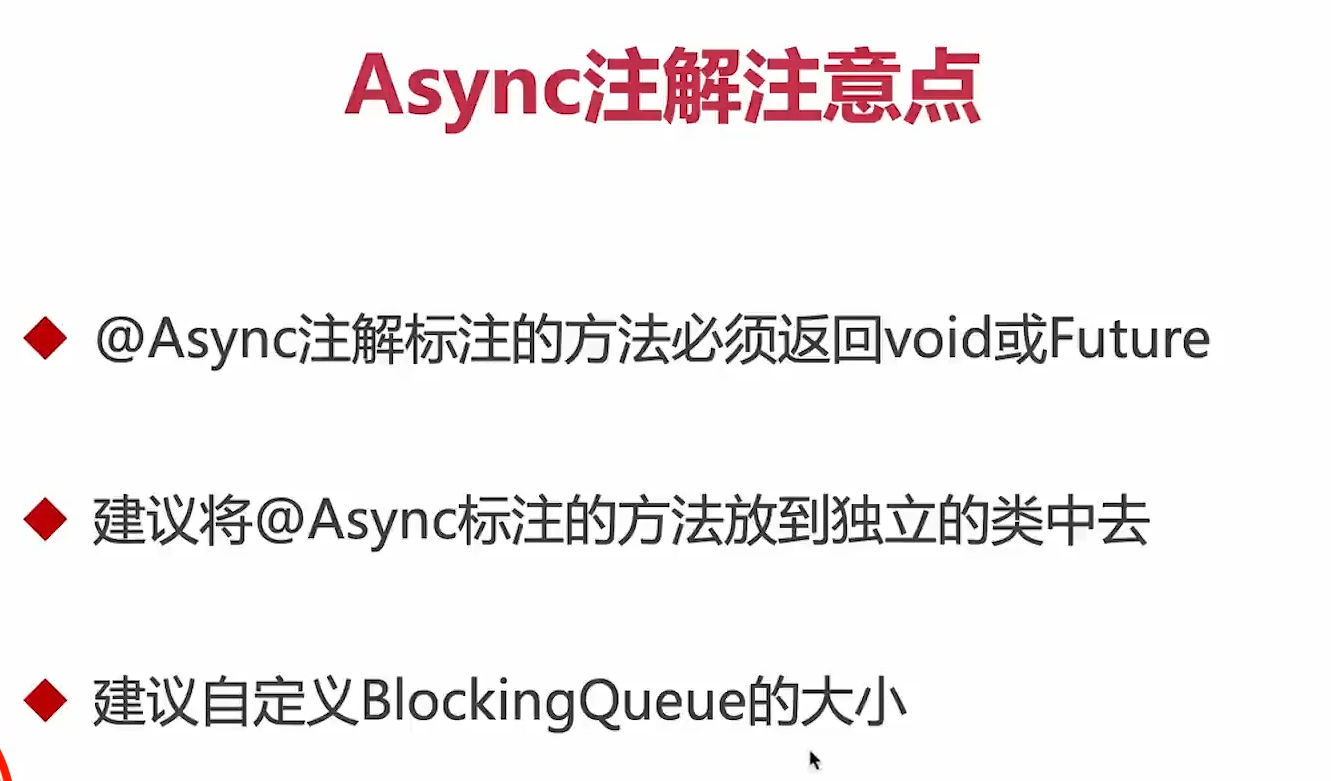 Async注解注意点
@Async注解标注的方法必须返回void或Future
建议将@Async标注的方法放到独立的类中去
建议自定义BlockingQueue的大小